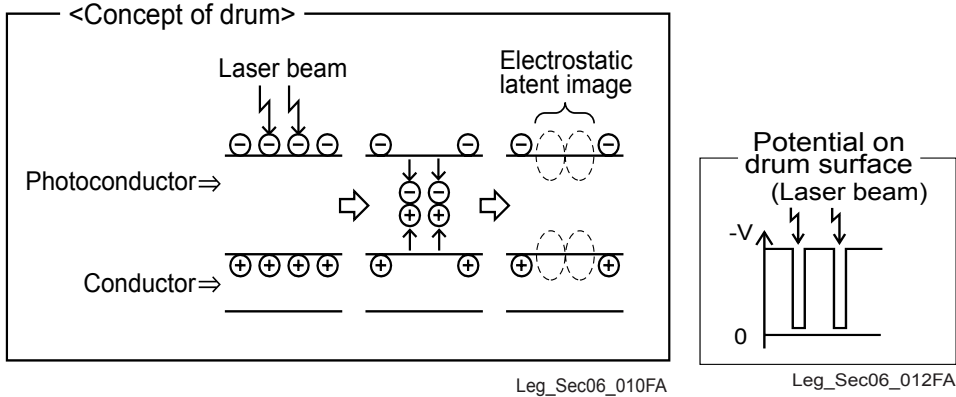 <Concept of drum>
Laser beam
Electrostatic
latent image
− − − − − − − −
Photoconductor⇒
− −
+ +
+ + + + + + + +
Conductor⇒
Leg_Sec06_010FA
Potential on
drum surface
(Laser beam)
-V
0
Leg_Sec06_012FA